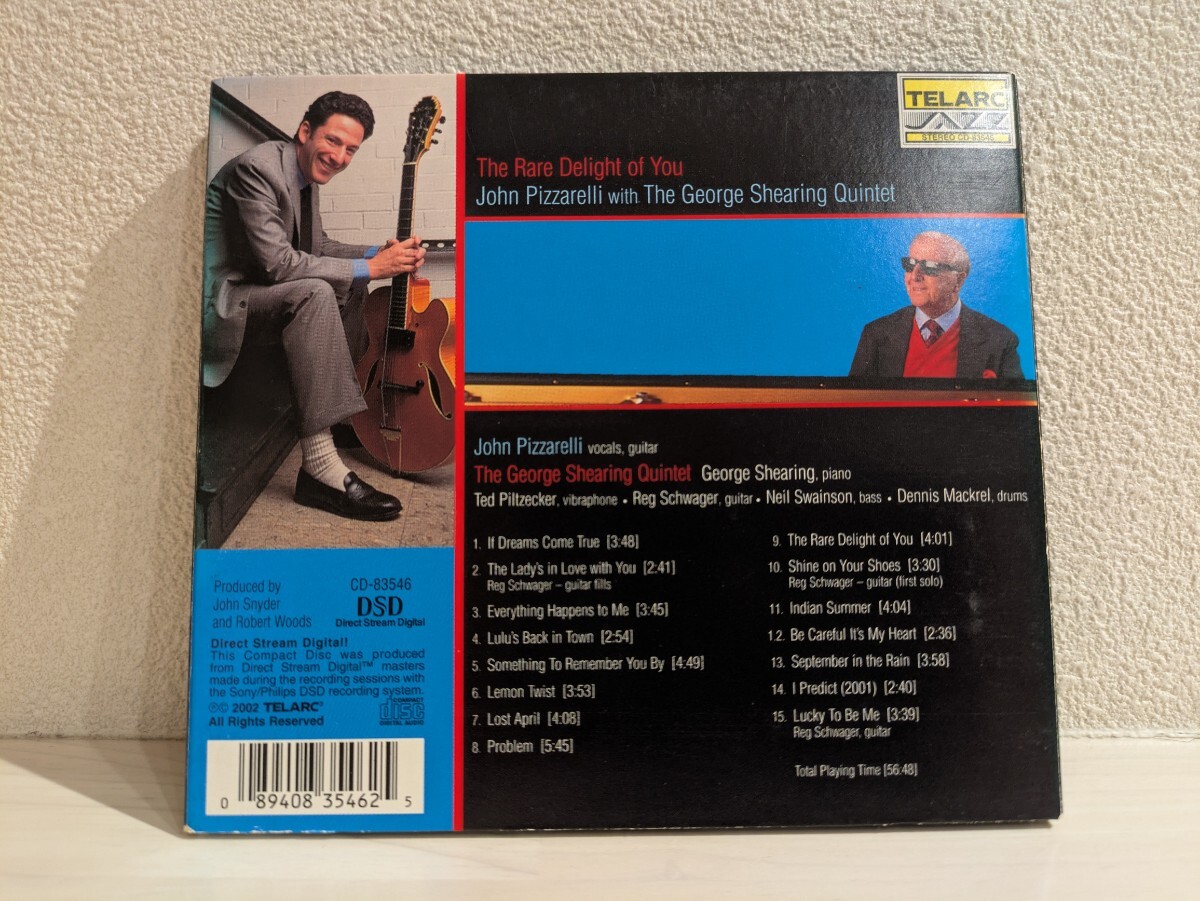 TELARC
JAZZ
STEREO CD-83546
The Rare Delight of You
John Pizzarelli with The George Shearing Quintet
John Pizzarelli vocals, guitar
The George Shearing Quintet George Shearing, piano
Ted Piltzecker, vibraphone • Reg Schwager, guitar • Neil Swainson, bass • Dennis Mackrel, drums
1. If Dreams Come True [3:48]
2. The Lady's in Love with You [2:41]
Reg Schwager – guitar fills
3. Everything Happens to Me [3:45]
4. Lulu's Back in Town [2:54]
5. Something To Remember You By [4:49]
6. Lemon Twist [3:53]
7. Lost April [4:08]
8. Problem [5:45]
9. The Rare Delight of You [4:01]
10. Shine on Your Shoes [3:30]
Reg Schwager – guitar (first solo)
11. Indian Summer [4:04]
1.2. Be Careful It's My Heart [2:36]
13. September in the Rain [3:58]
14. I Predict (2001) [2:40]
15. Lucky To Be Me [3:39]
Reg Schwager, guitar
Total Playing Time [56:48]
Produced by
John Snyder
and Robert Woods
CD-83546
DSD
Direct Stream Digital
Direct Stream Digital!
This Compact Disc was produced
from Direct Stream Digital™ masters
made during the recording sessions with
the Sony/Philips DSD recording system.
℗© 2002 TELARC®
All Rights Reserved
COMPACT
disc
DIGITAL AUDIO
0 89408 35462 5